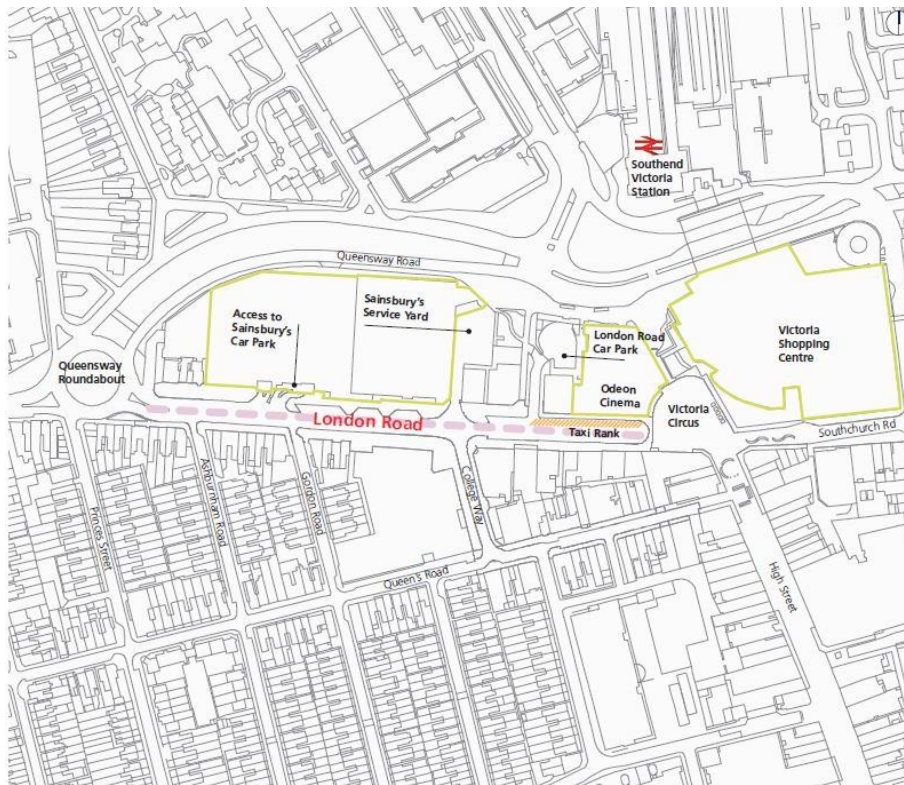 Southend
Victoria
Station
Queensway Road
Sainsbury's
Service Yard
Access to
Sainsbury's
Car Park
London Road
Car Park
Victoria
Shopping
Centre
Queensway
Roundabout
Odeon
Cinema
Victoria
Circus
London Road
Taxi Rank
Southchurch Rd
Princes Street
Ashburnham Road
Gordon Road
College Way
Queen's Road
High Street